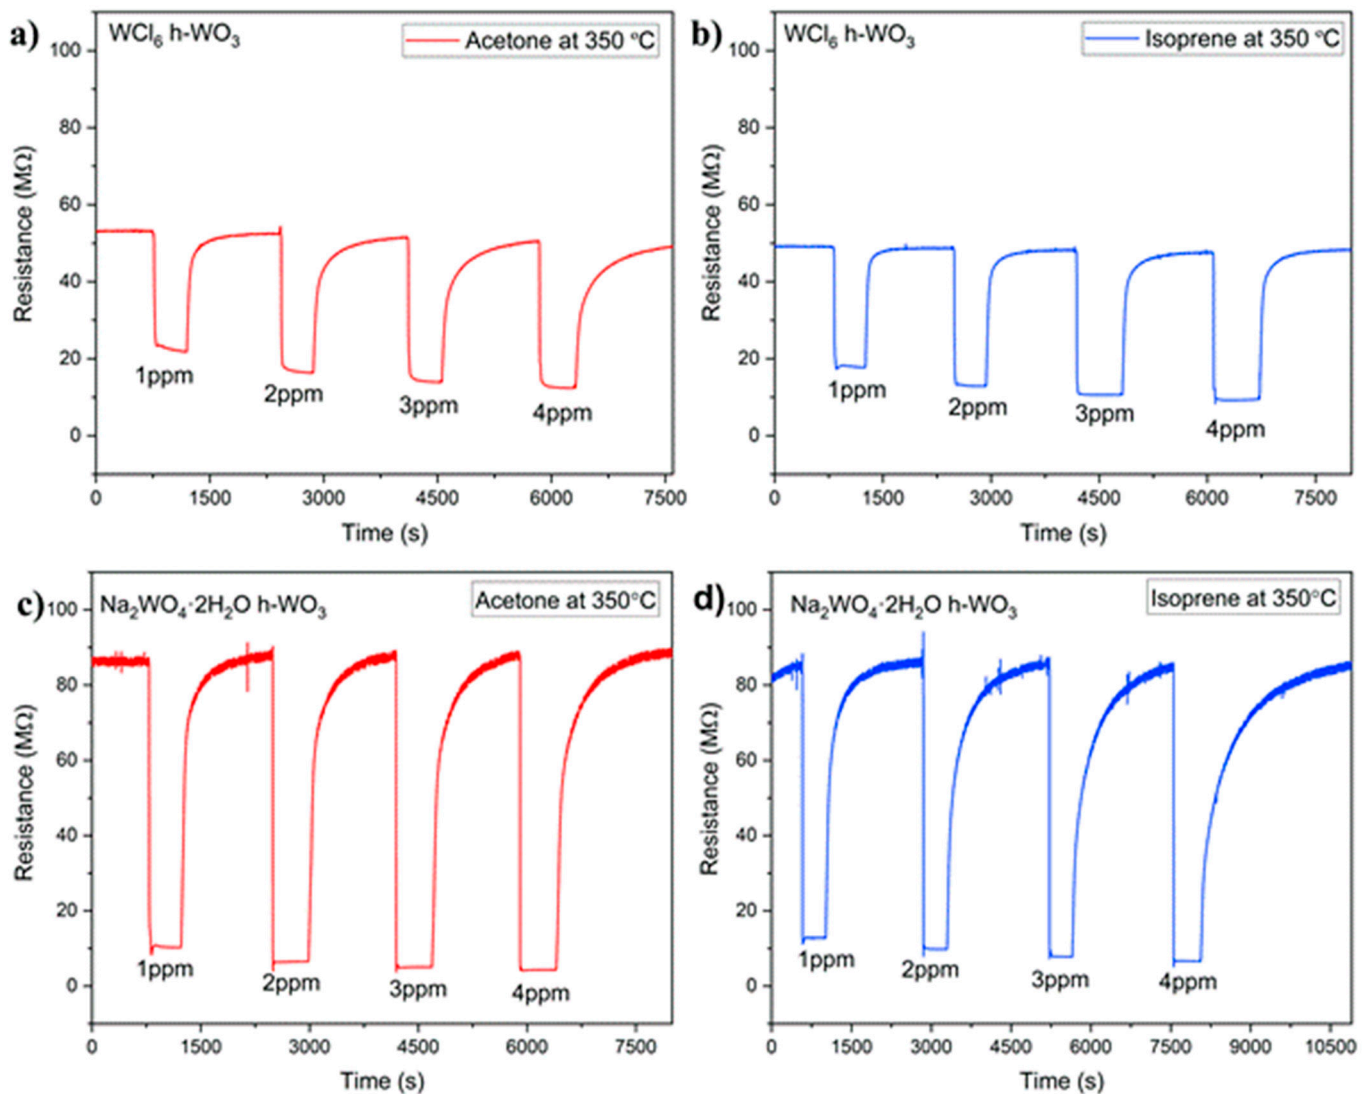 a)
WCl₆ h-WO₃
Acetone at 350 °C
Resistance (MΩ)
100
80
60
40
20
0
1ppm
2ppm
3ppm
4ppm
0 1500 3000 4500 6000 7500
Time (s)
b)
WCl₆ h-WO₃
Isoprene at 350 °C
Resistance (MΩ)
100
80
60
40
20
0
1ppm
2ppm
3ppm
4ppm
0 1500 3000 4500 6000 7500
Time (s)
c)
Na₂WO₄·2H₂O h-WO₃
Acetone at 350°C
Resistance (MΩ)
100
80
60
40
20
0
1ppm
2ppm
3ppm
4ppm
0 1500 3000 4500 6000 7500
Time (s)
d)
Na₂WO₄·2H₂O h-WO₃
Isoprene at 350°C
Resistance (MΩ)
100
80
60
40
20
0
1ppm
2ppm
3ppm
4ppm
0 1500 3000 4500 6000 7500 9000 10500
Time (s)